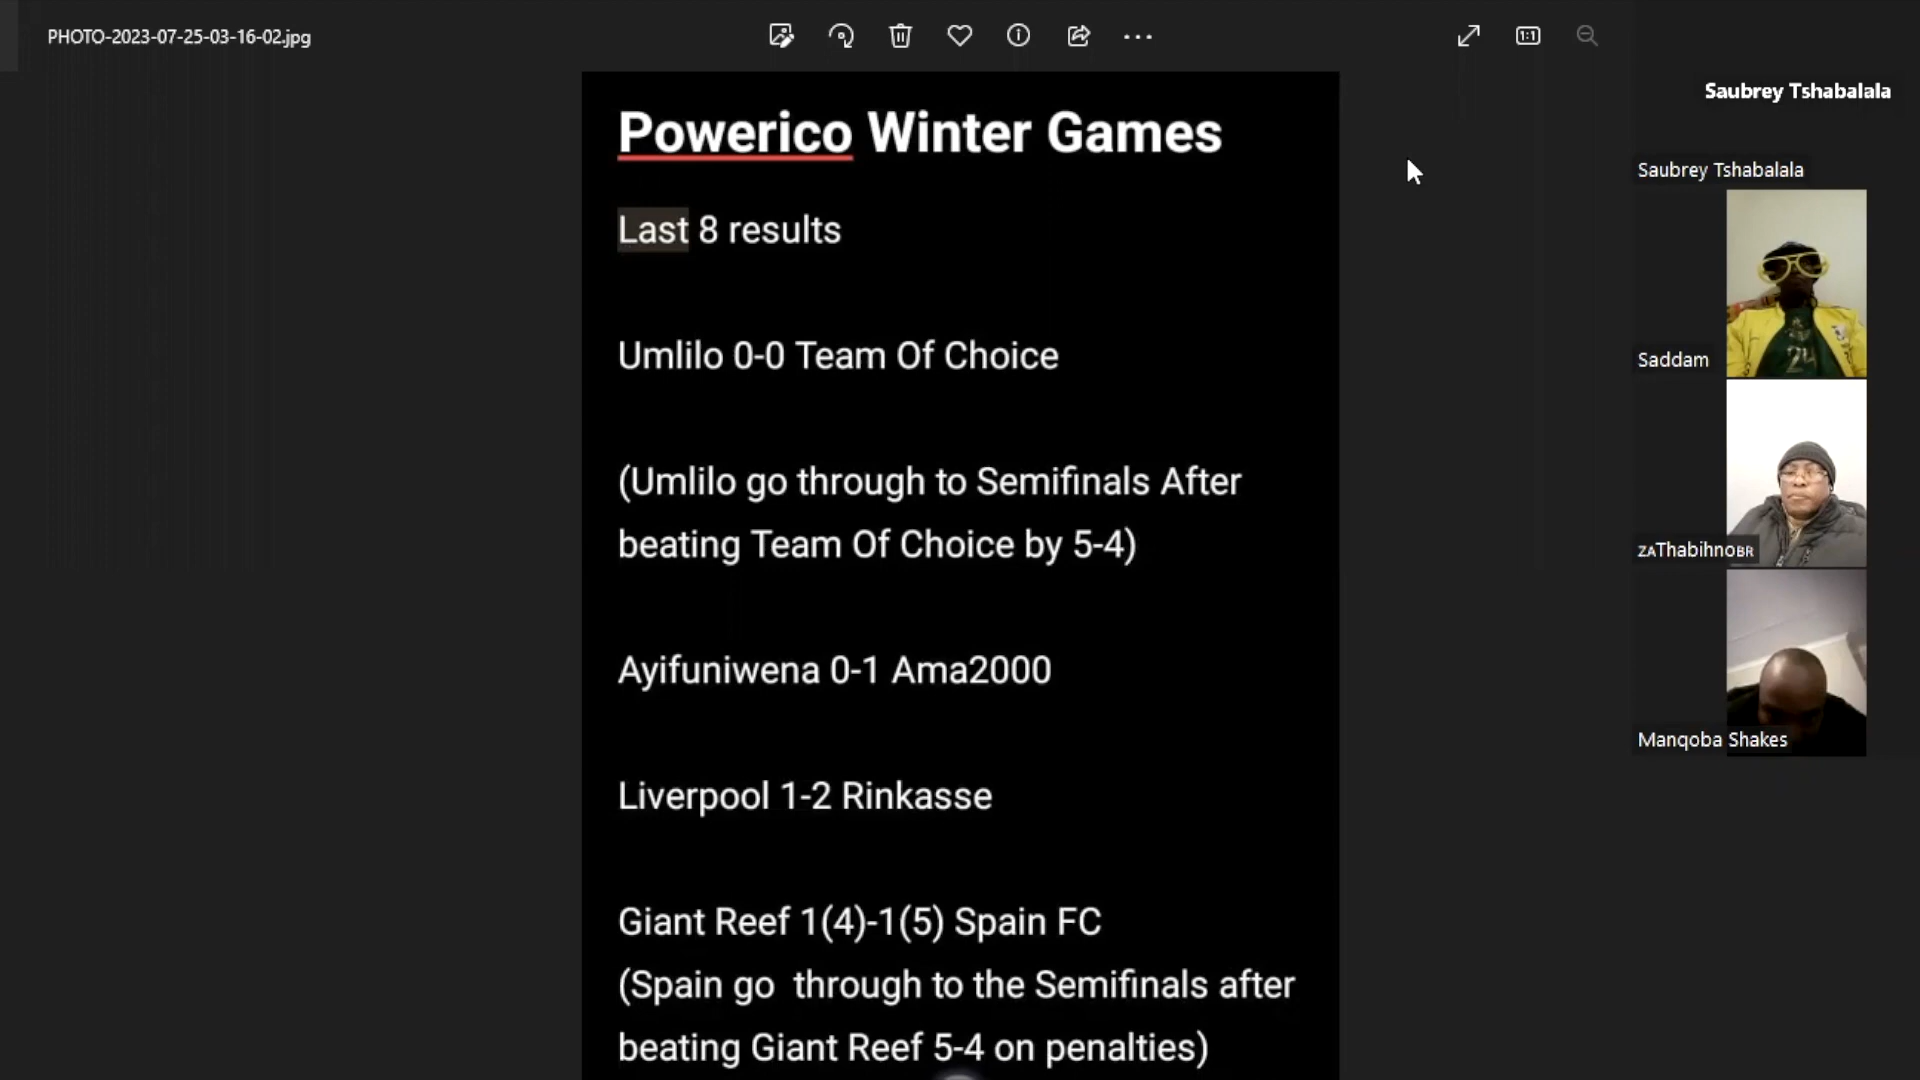 PHOTO-2023-07-25-03-16-02.jpg
Saubrey Tshabalala
Powerico Winter Games
Last 8 results
Umlilo 0-0 Team Of Choice
(Umlilo go through to Semifinals After
beating Team Of Choice by 5-4)
Ayifuniwena 0-1 Ama2000
Liverpool 1-2 Rinkasse
Giant Reef 1(4)-1(5) Spain FC
(Spain go  through to the Semifinals after
beating Giant Reef 5-4 on penalties)
Saubrey Tshabalala
24
Saddam
ZAThabihnoBR
Manqoba Shakes
1:1